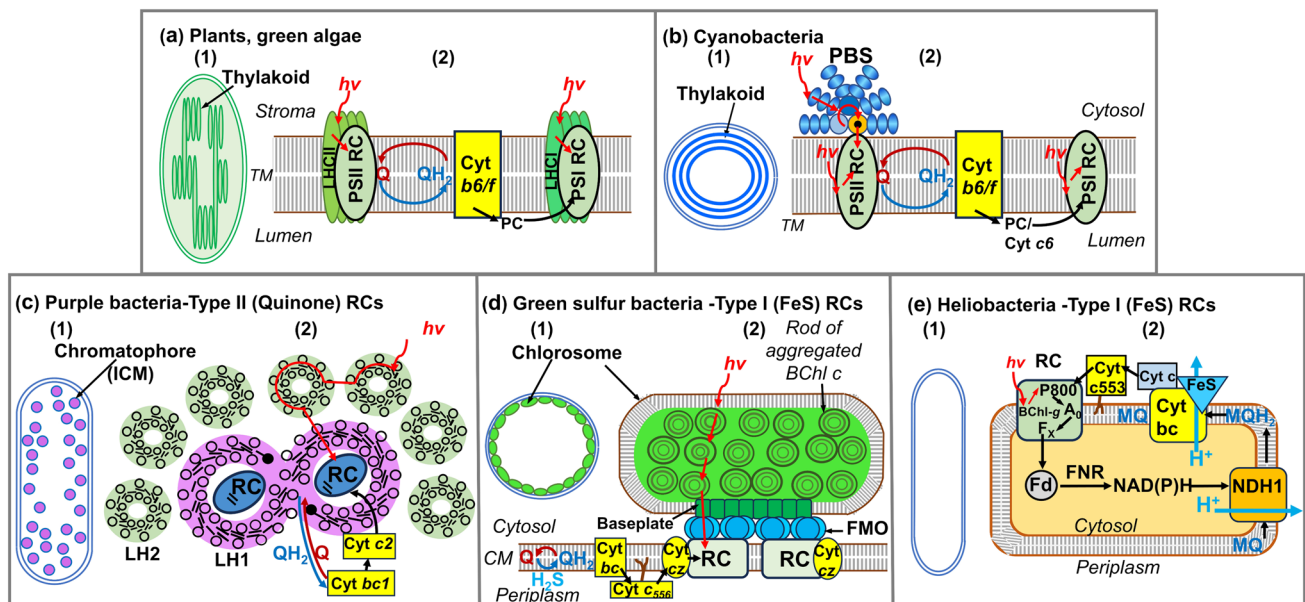 (a) Plants, green algae
(1)
(2)
Thylakoid
hv
hv
Stroma
LHCII
PSII RC
Q
QH2
Cyt
b6/f
LHCI
PSI RC
TM
PC
Lumen
(b) Cyanobacteria
(1)
(2)
PBS
hv
Thylakoid
Cytosol
hv
PSII RC
Q
QH2
Cyt
b6/f
hv
PSI RC
TM
PC/
Cyt c6
Lumen
(c) Purple bacteria-Type II (Quinone) RCs
(1)
(2)
hv
Chromatophore
(ICM)
RC
RC
LH2
LH1
QH2
Q
Cyt c2
Cyt bc1
(d) Green sulfur bacteria -Type I (FeS) RCs
(1)
(2)
Rod of
aggregated
BChl c
Chlorosome
hv
Baseplate
FMO
Cytosol
CM
Q
QH2
H2S
Cyt
bc
Cyt c556
Cyt
cz
RC
RC
Cyt
cz
Periplasm
(e) Heliobacteria -Type I (FeS) RCs
(1)
(2)
RC
hv
P800
BChl-g
A0
FX
Cyt
c553
Cyt c
FeS
MQ
Cyt
bc
MQH2
H+
Fd
FNR
NAD(P)H
NDH1
H+
Cytosol
MQ
Periplasm